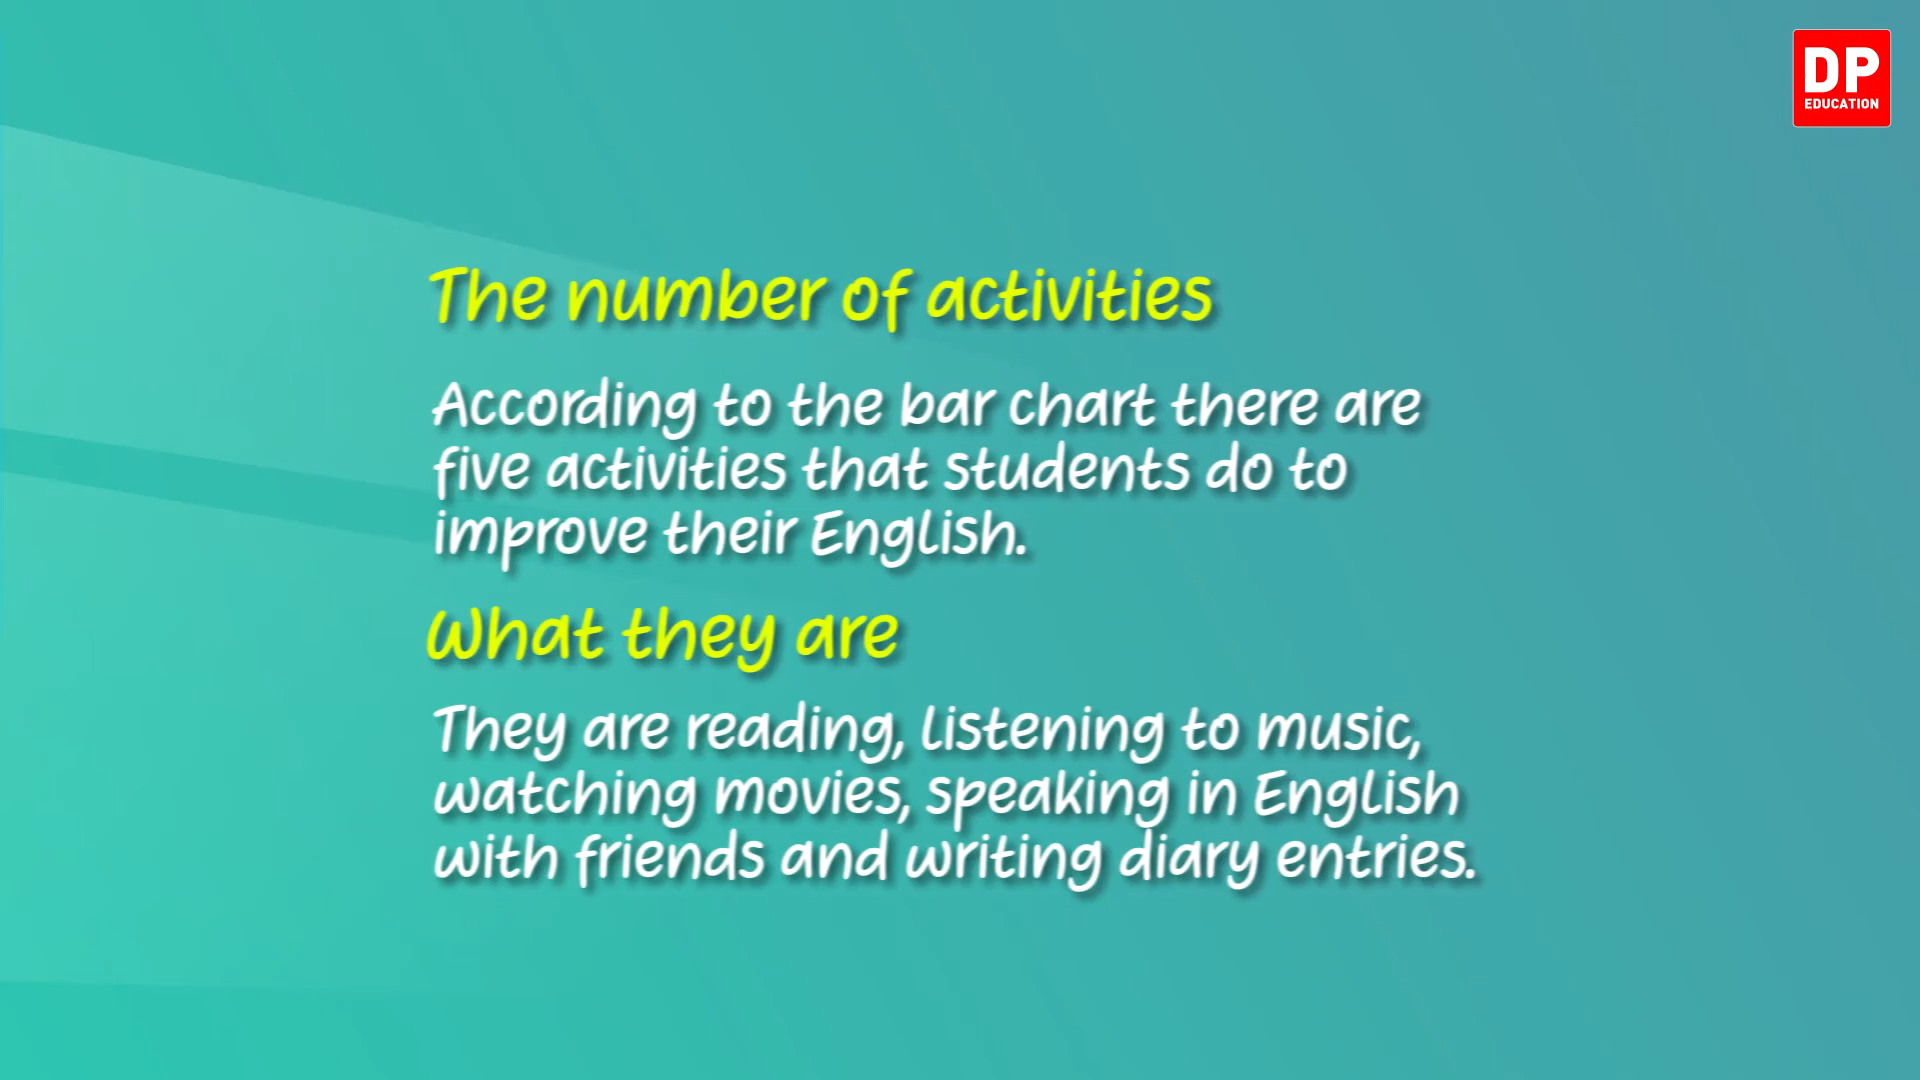 DP
EDUCATION
The number of activities
According to the bar chart there are
five activities that students do to
improve their English.
What they are
They are reading, listening to music,
watching movies, speaking in English
with friends and writing diary entries.